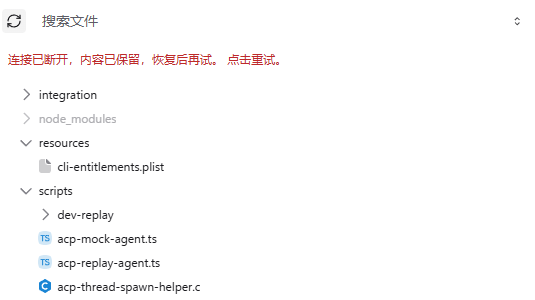 搜索文件
连接已断开，内容已保留，恢复后再试。 点击重试。
integration
node_modules
resources
cli-entitlements.plist
scripts
dev-replay
TS acp-mock-agent.ts
TS acp-replay-agent.ts
C acp-thread-spawn-helper.c